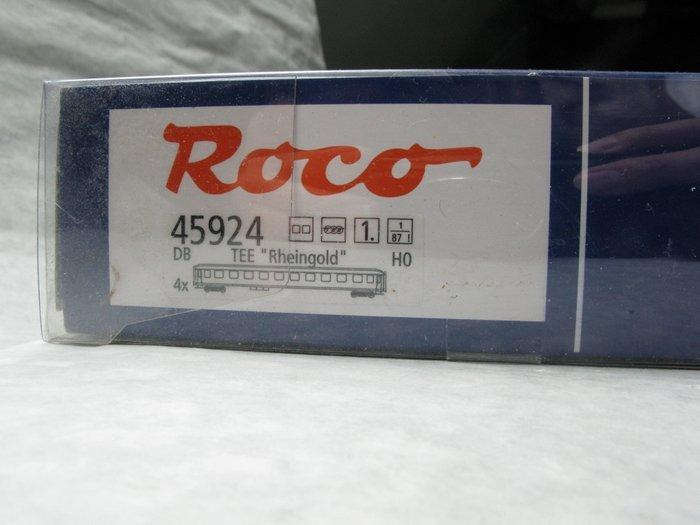 Roco
45924 1. 1/87
DB TEE "Rheingold" H0
4x